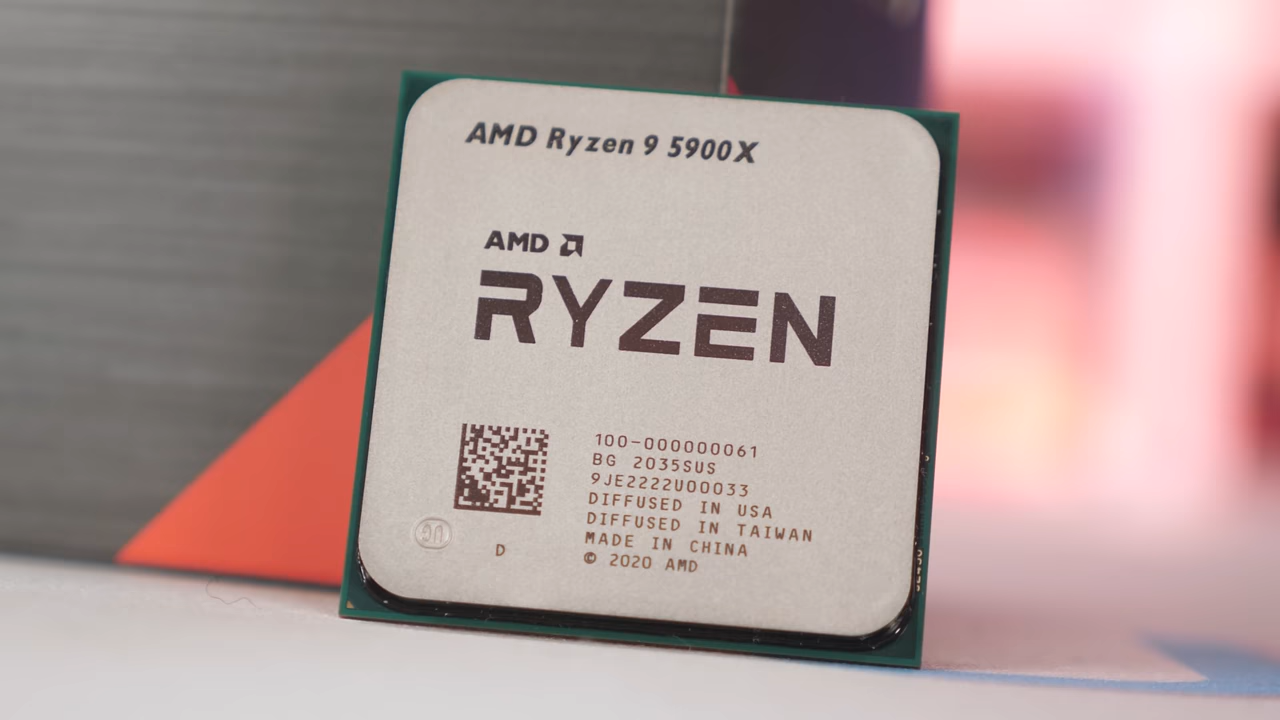 AMD Ryzen 9 5900X
AMD
RYZEN
100-000000061
BG 2035SUS
9JE2222U00033
DIFFUSED IN USA
DIFFUSED IN TAIWAN
MADE IN CHINA
© 2020 AMD
D